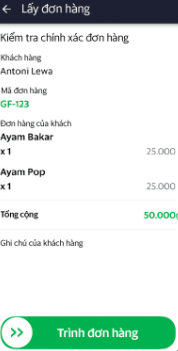 ← Lấy đơn hàng
Kiểm tra chính xác đơn hàng
Khách hàng
Antoni Lewa
Mã đơn hàng
GF-123
Đơn hàng của khách
Ayam Bakar
x 1 25.000
Ayam Pop
x 1 25.000
Tổng cộng 50.000
Ghi chú của khách hàng
Trình đơn hàng